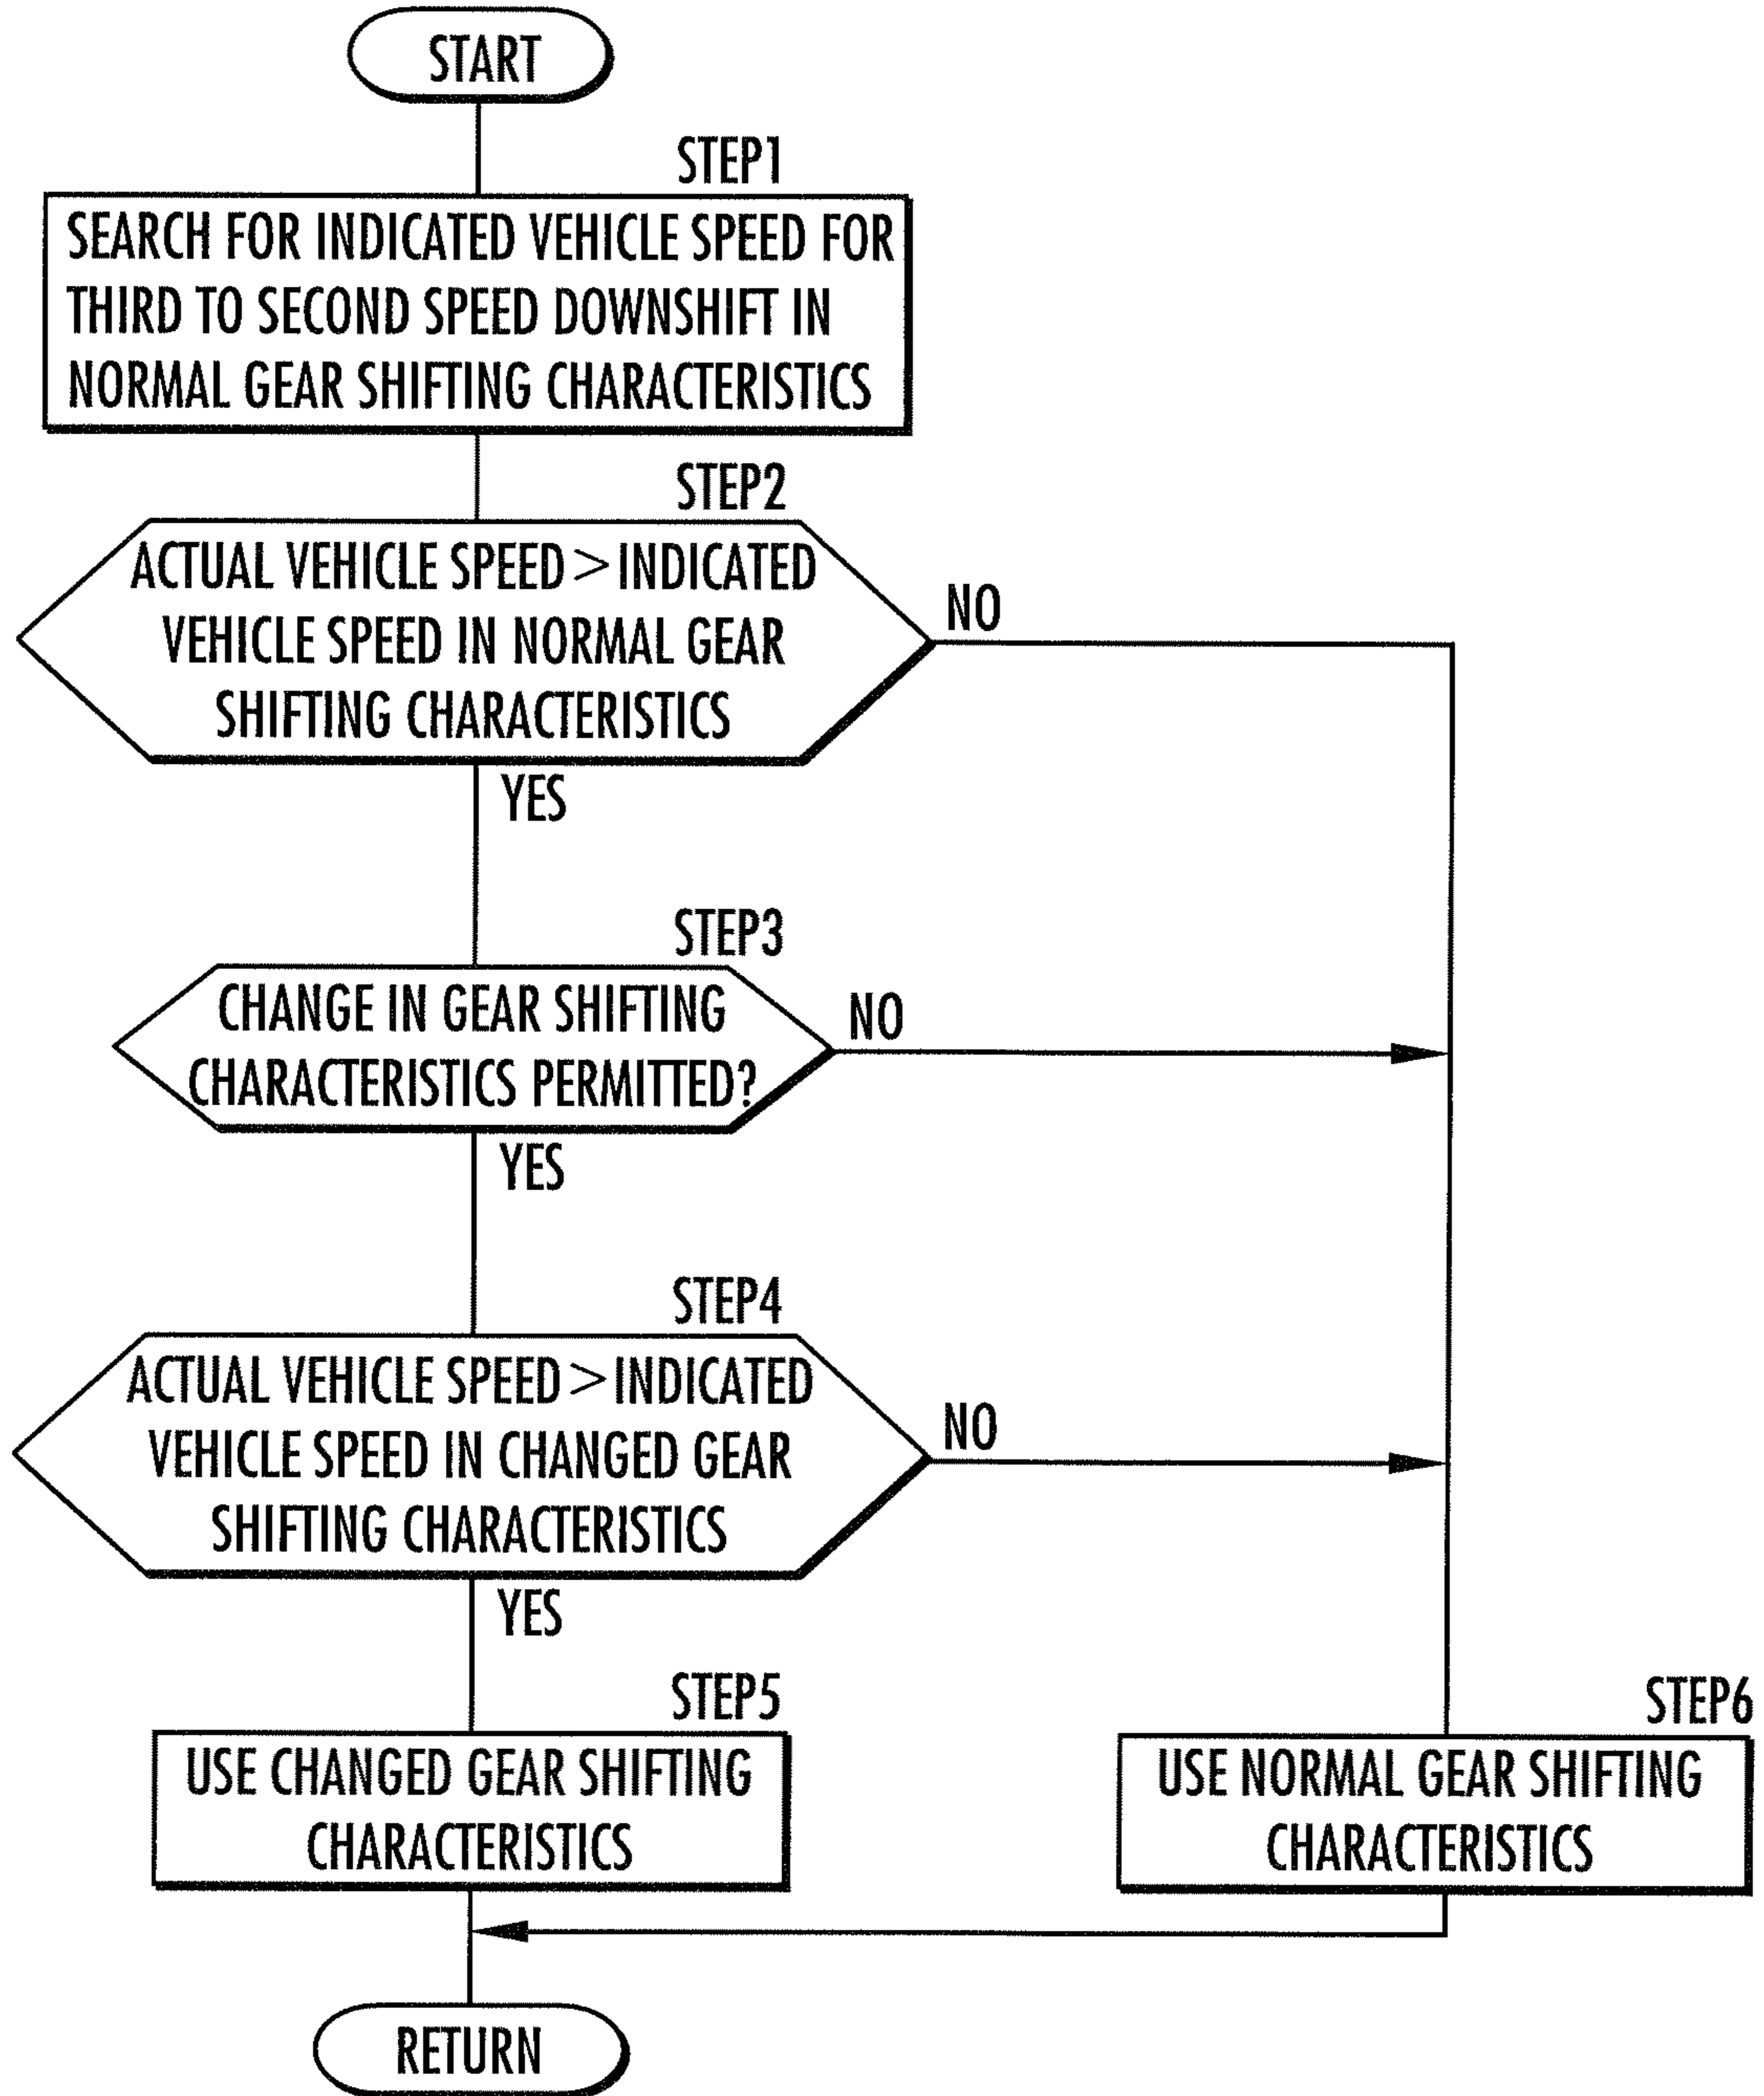 START
STEP1
SEARCH FOR INDICATED VEHICLE SPEED FOR
THIRD TO SECOND SPEED DOWNSHIFT IN
NORMAL GEAR SHIFTING CHARACTERISTICS
STEP2
ACTUAL VEHICLE SPEED > INDICATED
VEHICLE SPEED IN NORMAL GEAR
SHIFTING CHARACTERISTICS
NO
YES
STEP3
CHANGE IN GEAR SHIFTING
CHARACTERISTICS PERMITTED?
NO
YES
STEP4
ACTUAL VEHICLE SPEED > INDICATED
VEHICLE SPEED IN CHANGED GEAR
SHIFTING CHARACTERISTICS
NO
YES
STEP5
USE CHANGED GEAR SHIFTING
CHARACTERISTICS
STEP6
USE NORMAL GEAR SHIFTING
CHARACTERISTICS
RETURN